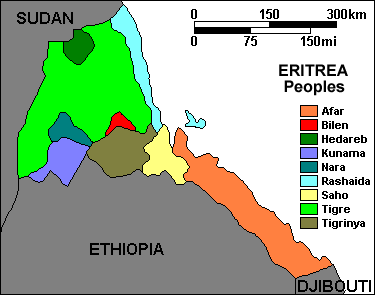 SUDAN
0 150 300km
0 75 150mi
ERITREA
Peoples
Afar
Bilen
Hedareb
Kunama
Nara
Rashaida
Saho
Tigre
Tigrinya
ETHIOPIA
DJIBOUTI